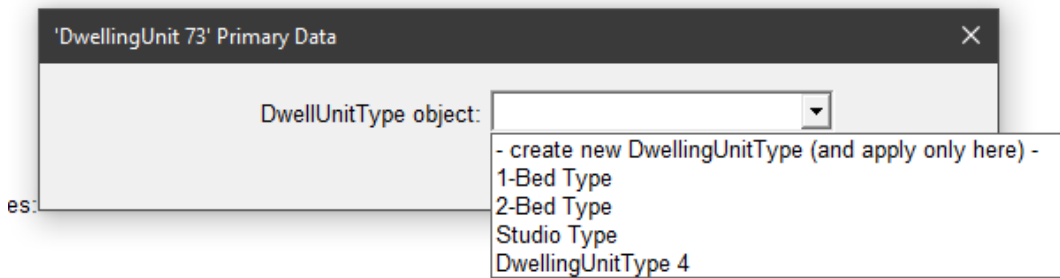 'DwellingUnit 73' Primary Data
DwellUnitType object:
- create new DwellingUnitType (and apply only here) -
1-Bed Type
2-Bed Type
es:
Studio Type
DwellingUnitType 4